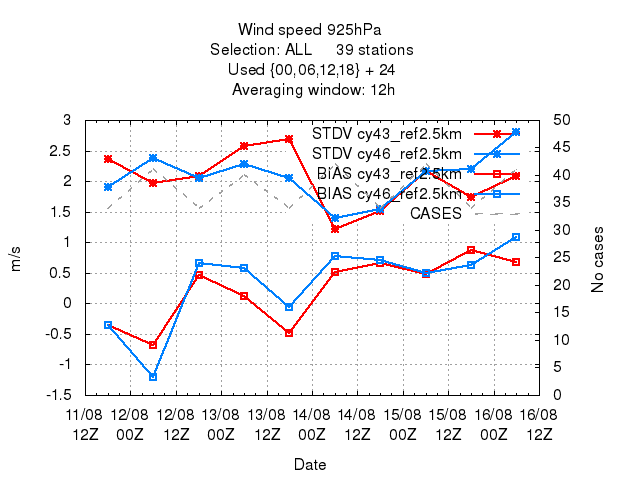 Wind speed 925hPa
Selection: ALL 39 stations
Used {00,06,12,18} + 24
Averaging window: 12h
3
2.5
2
1.5
1
0.5
0
-0.5
-1
-1.5
m/s
50
45
40
35
30
25
20
15
10
5
0
No cases
STDV cy43_ref2.5km
STDV cy46_ref2.5km
BIAS cy43_ref2.5km
BIAS cy46_ref2.5km
CASES
11/08 12/08 12/08 13/08 13/08 14/08 14/08 15/08 15/08 16/08 16/08
12Z 00Z 12Z 00Z 12Z 00Z 12Z 00Z 12Z 00Z 12Z
Date